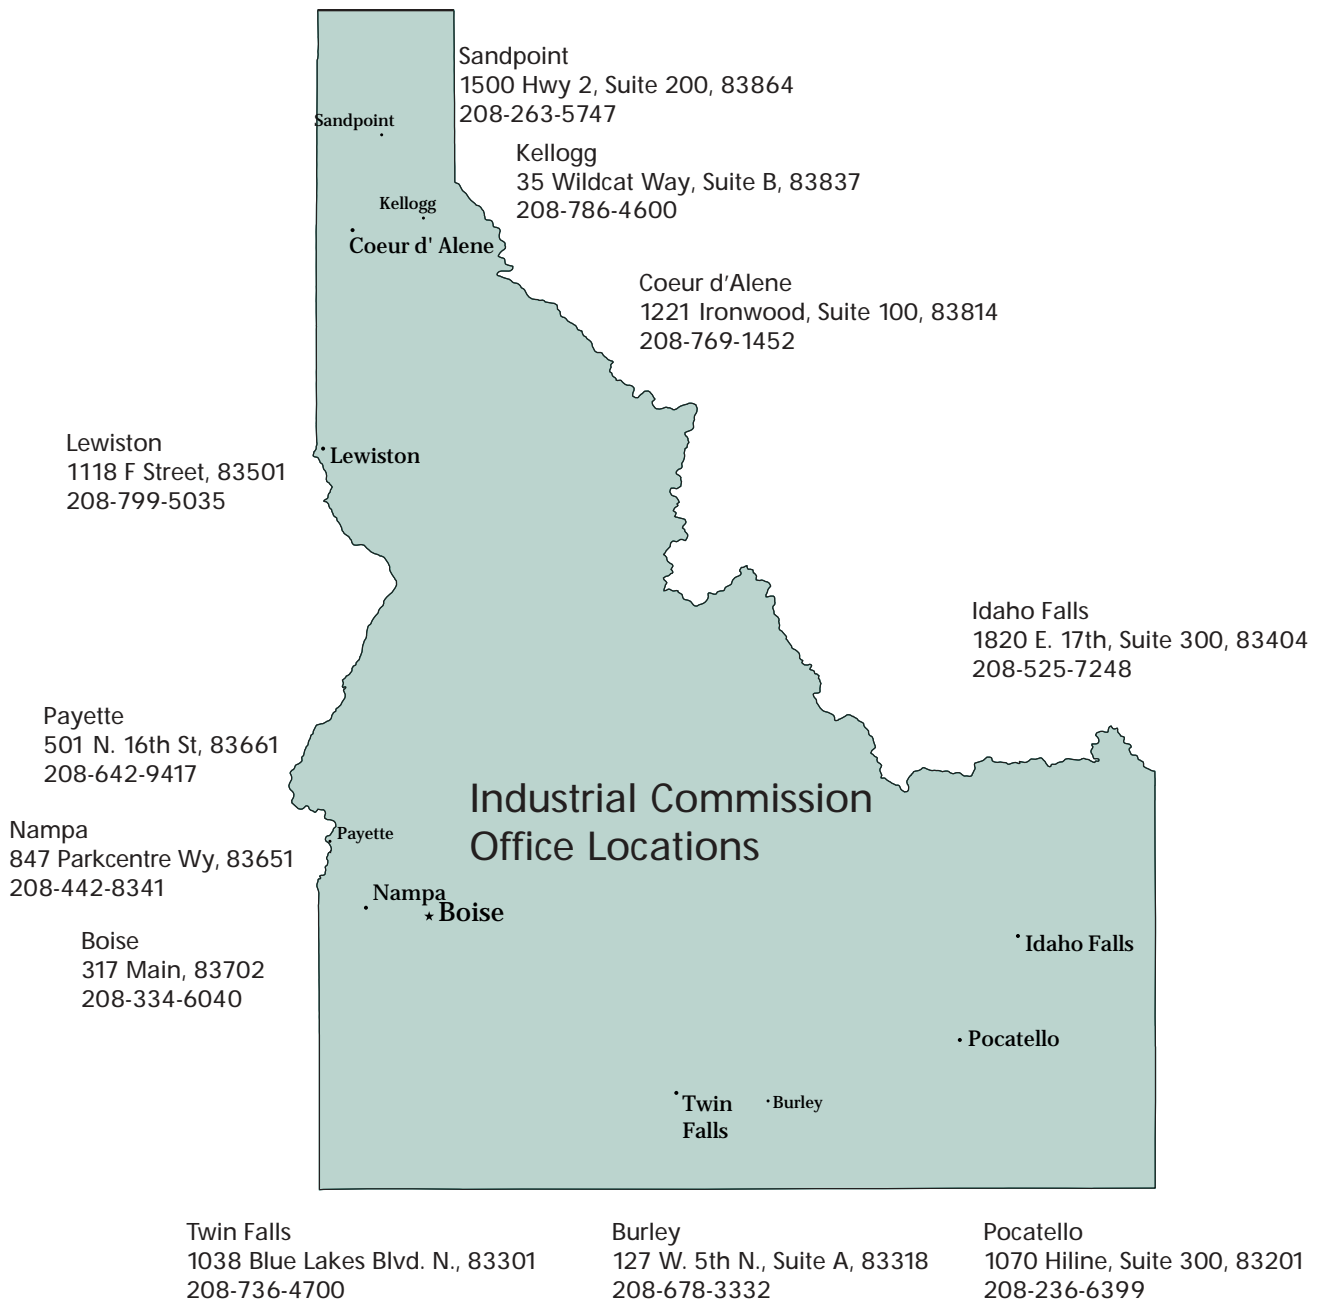 Sandpoint
1500 Hwy 2, Suite 200, 83864
208-263-5747
Sandpoint
Kellogg
35 Wildcat Way, Suite B, 83837
208-786-4600
Kellogg
Coeur d' Alene
Coeur d’Alene
1221 Ironwood, Suite 100, 83814
208-769-1452
Lewiston
1118 F Street, 83501
208-799-5035
Lewiston
Idaho Falls
1820 E. 17th, Suite 300, 83404
208-525-7248
Payette
501 N. 16th St, 83661
208-642-9417
Industrial Commission
Office Locations
Nampa
847 Parkcentre Wy, 83651
208-442-8341
Payette
Nampa
Boise
Boise
317 Main, 83702
208-334-6040
Idaho Falls
Pocatello
Twin
Falls
Burley
Twin Falls
1038 Blue Lakes Blvd. N., 83301
208-736-4700
Burley
127 W. 5th N., Suite A, 83318
208-678-3332
Pocatello
1070 Hiline, Suite 300, 83201
208-236-6399